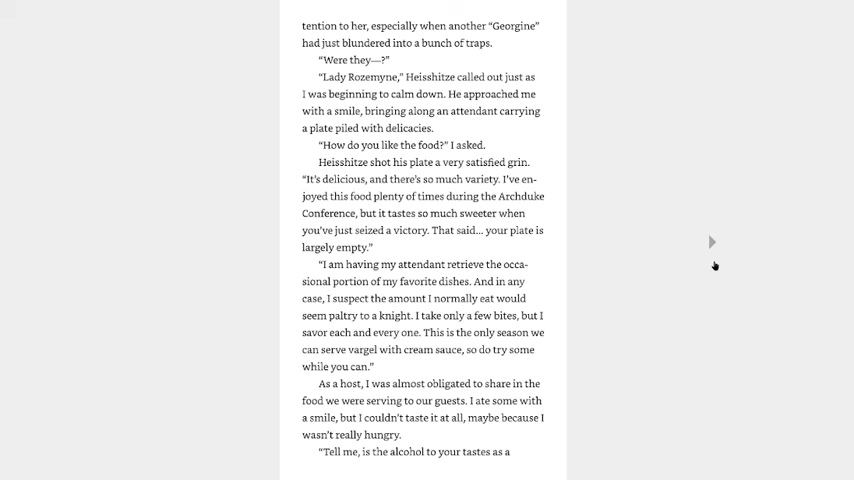 tention to her, especially when another “Georgine”
had just blundered into a bunch of traps.
“Were they—?”
“Lady Rozemyne,” Heisshitze called out just as
I was beginning to calm down. He approached me
with a smile, bringing along an attendant carrying
a plate piled with delicacies.
“How do you like the food?” I asked.
Heisshitze shot his plate a very satisfied grin.
“It’s delicious, and there’s so much variety. I’ve en-
joyed this food plenty of times during the Archduke
Conference, but it tastes so much sweeter when
you’ve just seized a victory. That said... your plate is
largely empty.”
“I am having my attendant retrieve the occa-
sional portion of my favorite dishes. And in any
case, I suspect the amount I normally eat would
seem paltry to a knight. I take only a few bites, but I
savor each and every one. This is the only season we
can serve vargel with cream sauce, so do try some
while you can.”
As a host, I was almost obligated to share in the
food we were serving to our guests. I ate some with
a smile, but I couldn’t taste it at all, maybe because I
wasn’t really hungry.
“Tell me, is the alcohol to your tastes as a